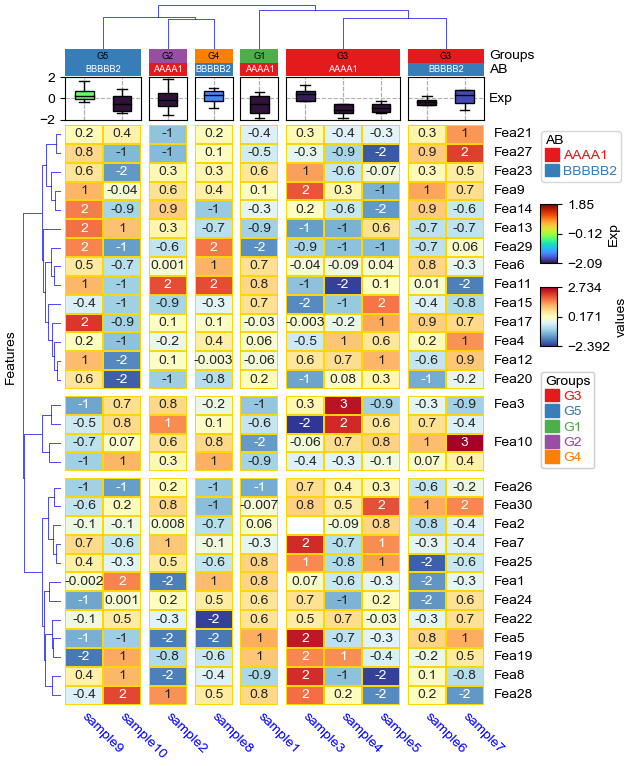 G5 G2 G4 G1 G3 G3 Groups
BBBBB2 AAAA1 BBBBB2 AAAA1 AAAA1 BBBBB2 AB
2
0 Exp
−2
0.2 0.4 -1 0.2 -0.4 0.3 -0.4 -0.3 0.3 1 Fea21
0.8 -1 -1 0.1 -0.5 -0.3 -0.9 -2 0.9 2 Fea27
0.6 -2 0.3 0.3 0.6 1 -0.6 -0.07 0.3 0.5 Fea23
1 -0.04 0.6 0.4 0.1 2 0.3 -1 1 0.7 Fea9
2 -0.9 0.9 -1 -0.3 0.2 -0.6 -2 0.9 -0.6 Fea14
2 1 0.3 -0.7 -0.9 -1 -1 0.6 -0.7 -0.7 Fea13
2 -1 -0.6 2 -2 -0.9 -1 -1 -0.7 0.06 Fea29
0.5 -0.7 0.001 1 0.7 -0.04 -0.09 0.04 0.8 -0.3 Fea6
1 -1 2 2 0.8 -1 -2 0.1 0.01 -2 Fea11
-0.4 -1 -0.9 -0.3 0.7 -2 -1 2 -0.4 -0.8 Fea15
2 -0.9 0.1 0.1 -0.03 -0.003 -0.2 1 0.9 0.7 Fea17
0.2 -1 -0.2 0.4 0.06 -0.5 1 0.6 0.2 1 Fea4
1 -2 0.1 -0.003 -0.06 0.6 0.7 1 -0.6 0.9 Fea12
0.6 -2 -1 -0.8 0.2 -1 0.08 0.3 -1 -0.2 Fea20
-1 0.7 0.8 -0.2 -1 0.3 3 -0.9 -0.3 -0.9 Fea3
-0.5 0.8 1 0.1 -0.6 -2 2 0.6 0.7 -0.4
-0.7 0.07 0.6 0.8 -2 -0.06 0.7 0.8 1 3 Fea10
-1 1 0.3 1 -0.9 -0.4 -0.3 -0.1 0.07 0.4
-1 -1 0.2 -1 -1 0.7 0.4 0.3 -0.6 -0.2 Fea26
-0.6 0.2 0.8 -1 -0.007 0.8 0.5 2 1 2 Fea30
-0.1 -0.1 0.008 -0.7 0.06 -0.09 0.8 -0.8 -0.4 Fea2
0.7 -0.6 1 -0.1 -0.3 2 -0.7 1 -0.3 -0.4 Fea7
0.4 -0.3 0.5 -0.6 0.8 1 -0.8 1 -2 -0.6 Fea25
-0.002 2 -2 1 0.8 0.07 -0.6 -0.3 -2 -0.3 Fea1
-1 0.001 0.2 0.5 0.6 0.7 -1 0.2 -2 0.6 Fea24
-0.1 0.5 -0.3 -2 0.6 0.5 0.7 -0.03 -0.3 0.7 Fea22
-1 -1 -2 -2 1 2 -0.7 -0.3 0.8 1 Fea5
-2 1 -0.8 -0.6 1 2 1 -0.4 -0.2 0.5 Fea19
0.4 1 -2 -0.4 -0.9 2 -1 -2 0.1 -0.8 Fea8
-0.4 2 1 0.5 0.8 2 0.2 -2 0.2 -2 Fea28
sample9 sample10 sample2 sample8 sample1 sample3 sample4 sample5 sample6 sample7
Features
AB
AAAA1
BBBBB2
1.85
−0.12
−2.09
Exp
2.734
0.171
−2.392
values
Groups
G3
G5
G1
G2
G4